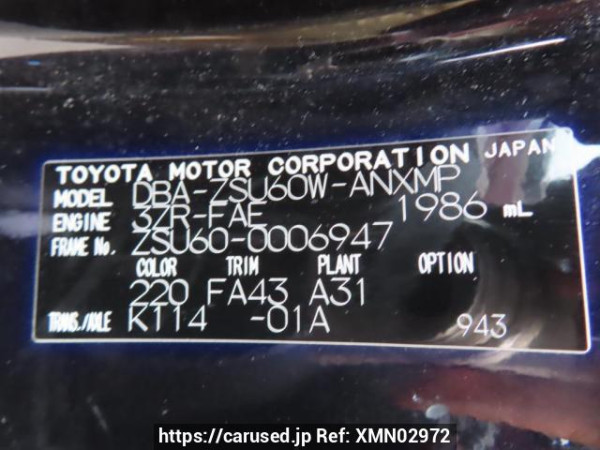 TOYOTA MOTOR CORPORATION JAPAN
MODEL DBA-ZSU60W-ANXMP
ENGINE 3ZR-FAE 1986 mL
FRAME No. ZSU60-0006947
COLOR TRIM PLANT OPTION
220 FA43 A31
TRANS./AXLE KT14 -01A 943
https://carused.jp Ref: XMN02972